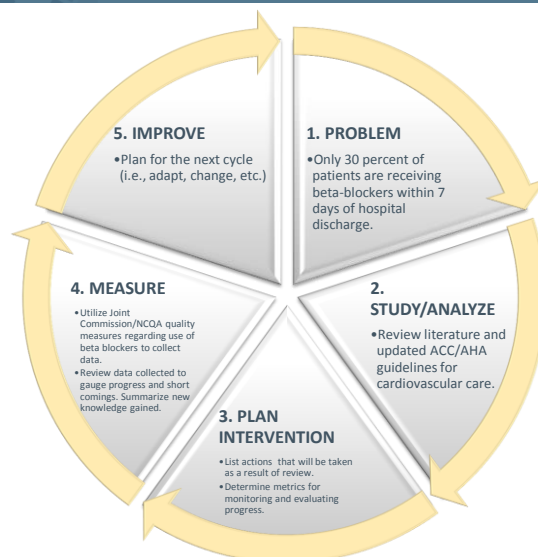 1. PROBLEM
•Only 30 percent of
patients are receiving
beta-blockers within 7
days of hospital
discharge.
2.
STUDY/ANALYZE
•Review literature and
updated ACC/AHA
guidelines for
cardiovascular care.
3. PLAN
INTERVENTION
•List actions that will be taken
as a result of review.
•Determine metrics for
monitoring and evaluating
progress.
4. MEASURE
•Utilize Joint
Commission/NCQA quality
measures regarding use of
beta blockers to collect
data.
•Review data collected to
gauge progress and short
comings. Summarize new
knowledge gained.
5. IMPROVE
•Plan for the next cycle
(i.e., adapt, change, etc.)